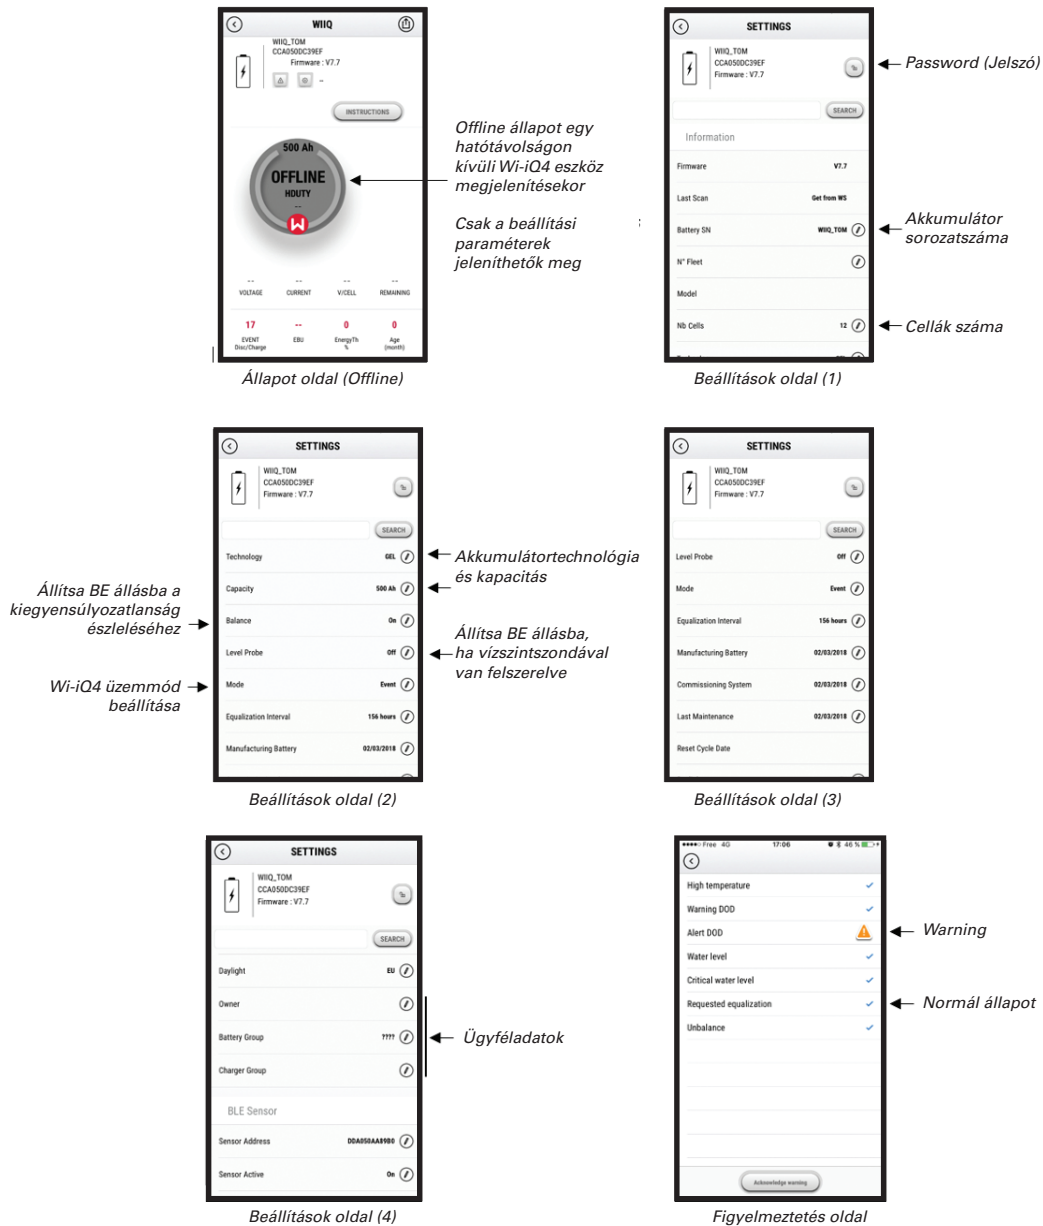 WIIQ
WIIQ_TOM
CCA050DC39EF
Firmware : V7.7
--
INSTRUCTIONS
500 Ah
OFFLINE
HDUTY
--
-- -- -- --
VOLTAGE CURRENT V/CELL REMAINING
17 -- 0 0
EVENT EBU EnergyTh Age
Disc/Charge % (month)
Offline állapot egy
hatótávolságon
kívüli Wi-iQ4 eszköz
megjelenítésekor
Csak a beállítási
paraméterek
jeleníthetők meg
Állapot oldal (Offline)
SETTINGS
WIIQ_TOM
CCA050DC39EF
Firmware : V7.7
SEARCH
Information
Firmware V7.7
Last Scan Get from WS
Battery SN WIIQ_TOM
N° Fleet
Model
Nb Cells 12
Password (Jelszó)
Akkumulátor
sorozatszáma
Cellák száma
Beállítások oldal (1)
SETTINGS
WIIQ_TOM
CCA050DC39EF
Firmware : V7.7
SEARCH
Technology GEL
Capacity 500 Ah
Balance On
Level Probe Off
Mode Event
Equalization Interval 156 hours
Manufacturing Battery 02/03/2018
Állítsa BE állásba a
kiegyensúlyozatlanság
észleléséhez
Wi-iQ4 üzemmód
beállítása
Akkumulátortechnológia
és kapacitás
Állítsa BE állásba,
ha vízszintszondával
van felszerelve
Beállítások oldal (2)
SETTINGS
WIIQ_TOM
CCA050DC39EF
Firmware : V7.7
SEARCH
Level Probe Off
Mode Event
Equalization Interval 156 hours
Manufacturing Battery 02/03/2018
Commissioning System 02/03/2018
Last Maintenance 02/03/2018
Reset Cycle Date
Beállítások oldal (3)
SETTINGS
WIIQ_TOM
CCA050DC39EF
Firmware : V7.7
SEARCH
Daylight EU
Owner
Battery Group ????
Charger Group
BLE Sensor
Sensor Address DDA050AA89B0
Sensor Active On
Ügyféladatok
Beállítások oldal (4)
Free 4G 17:06 46 %
High temperature
Warning DOD
Alert DOD
Water level
Critical water level
Requested equalization
Unbalance
Acknowledge warning
Warning
Normál állapot
Figyelmeztetés oldal